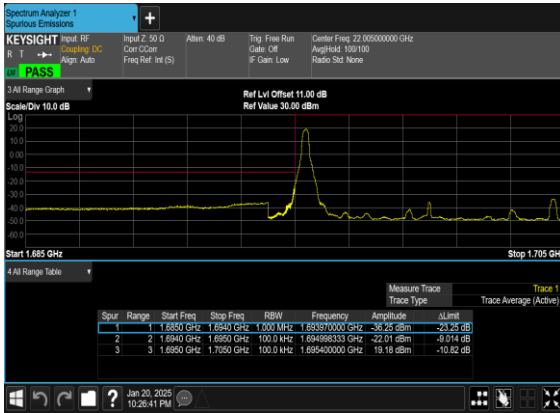 Spectrum Analyzer 1
Spurious Emissions
+
KEYSIGHT Input: RF Input Z: 50 Ω Atten: 40 dB Trig: Free Run Center Freq: 22.005000000 GHz
R T Coupling: DC Corr CCorr Gate: Off Avg|Hold: 100/100
Align: Auto Freq Ref: Int (S) IF Gain: Low Radio Std: None
PASS
3 All Range Graph
Scale/Div 10.0 dB Ref Lvl Offset 11.00 dB
Ref Value 30.00 dBm
Log
20.0
10.0
0.00
-10.0
-20.0
-30.0
-40.0
-50.0
-60.0
Start 1.685 GHz Stop 1.705 GH
4 All Range Table
Measure Trace Trace 1
Trace Type Trace Average (Active)
Spur Range Start Freq Stop Freq RBW Frequency Amplitude ΔLimit
1 1 1.6850 GHz 1.6940 GHz 1.000 MHz 1.693970000 GHz -36.25 dBm -23.25 dB
2 2 1.6940 GHz 1.6950 GHz 100.0 kHz 1.694998333 GHz -22.01 dBm -9.014 dB
3 3 1.6950 GHz 1.7050 GHz 100.0 kHz 1.695400000 GHz 19.18 dBm -10.82 dB
? Jan 20, 2025
10:26:41 PM